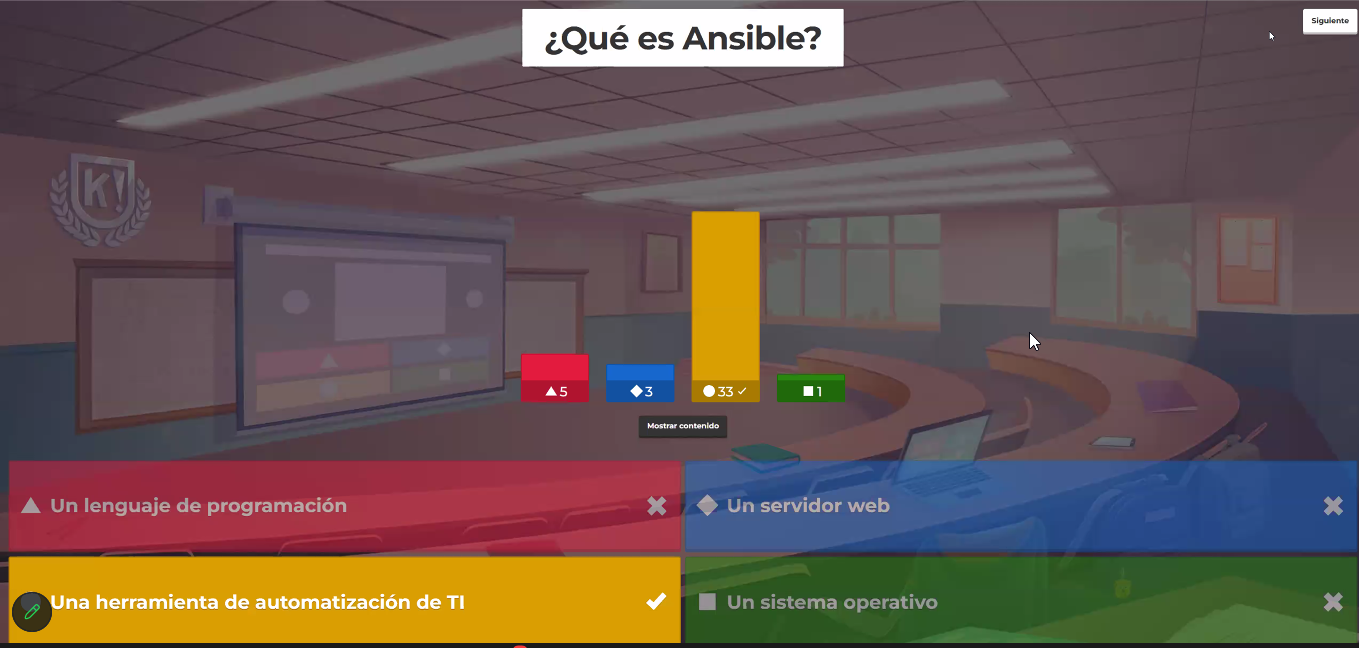 ¿Qué es Ansible?
Siguiente
K!
5
3
33
1
Mostrar contenido
Un lenguaje de programación
Un servidor web
Una herramienta de automatización de TI
Un sistema operativo